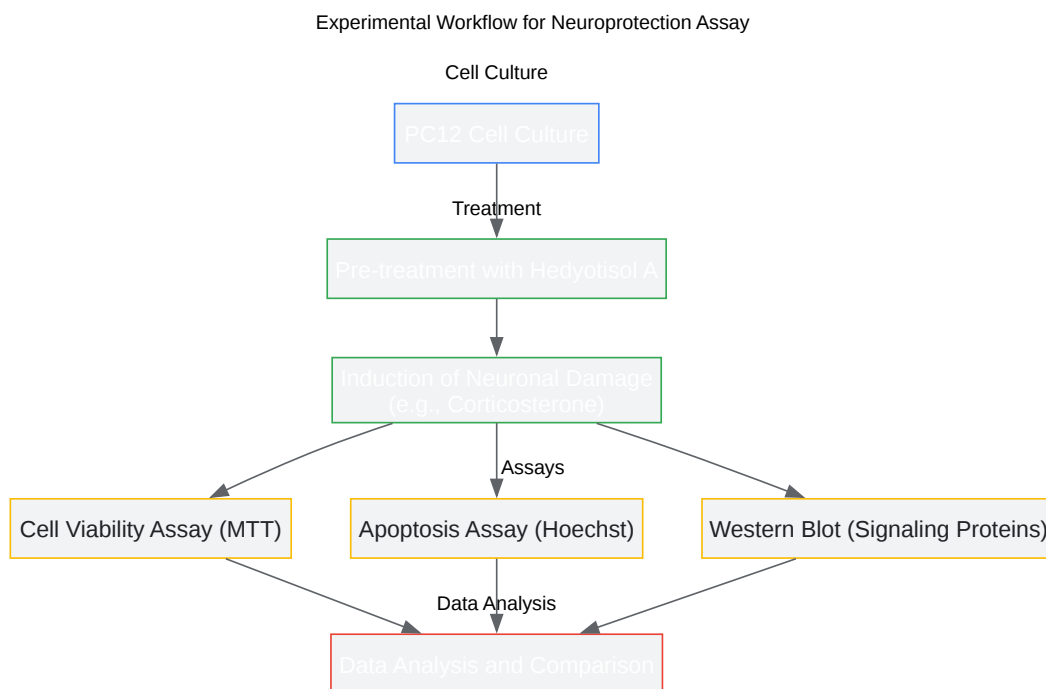 Experimental Workflow for Neuroprotection Assay
Cell Culture
PC12 Cell Culture
Treatment
Pre-treatment with Hedyotisol A
Induction of Neuronal Damage
(e.g., Corticosterone)
Assays
Cell Viability Assay (MTT)
Apoptosis Assay (Hoechst)
Western Blot (Signaling Proteins)
Data Analysis
Data Analysis and Comparison